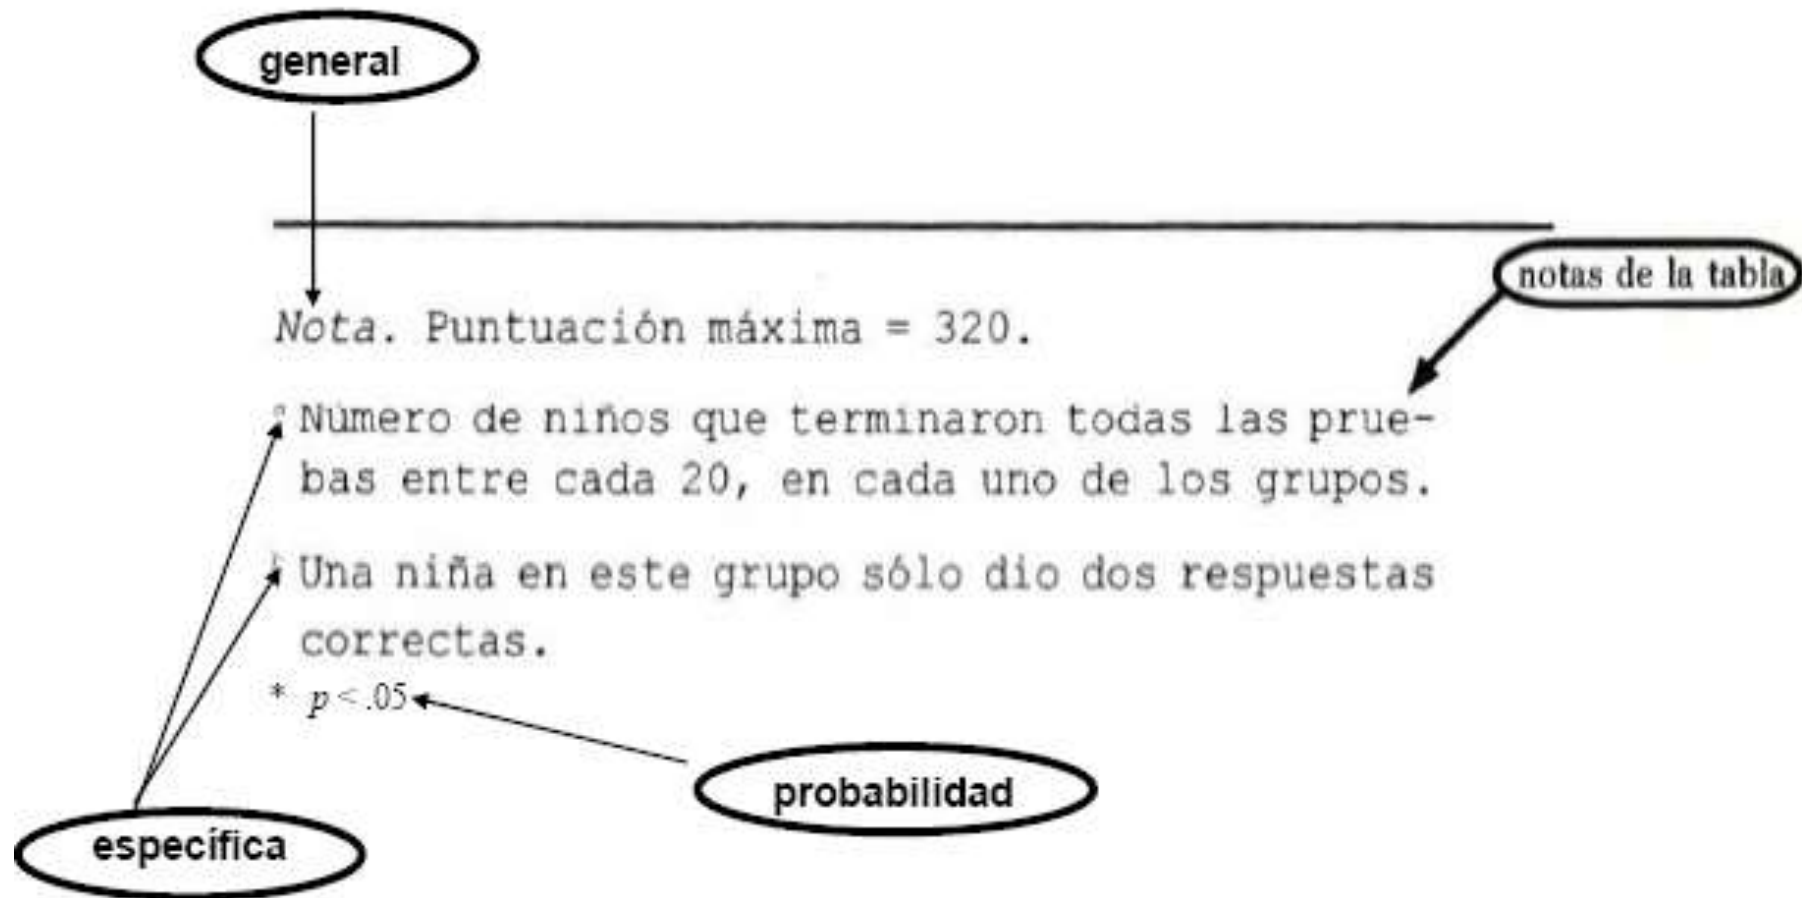 general
notas de la tabla
Nota. Puntuación máxima = 320.
a Número de niños que terminaron todas las prue-
bas entre cada 20, en cada uno de los grupos.
Una niña en este grupo sólo dio dos respuestas
correctas.
* p < .05
probabilidad
específica